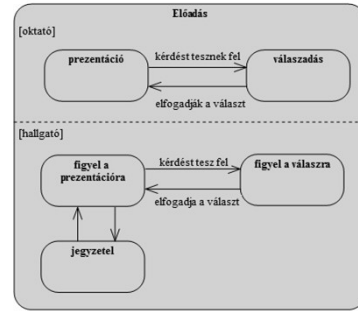 Előadás
[oktató]
prezentáció
kérdést tesznek fel
válaszadás
elfogadják a választ
[hallgató]
figyel a
prezentációra
kérdést tesz fel
figyel a válaszra
elfogadja a választ
jegyzetel